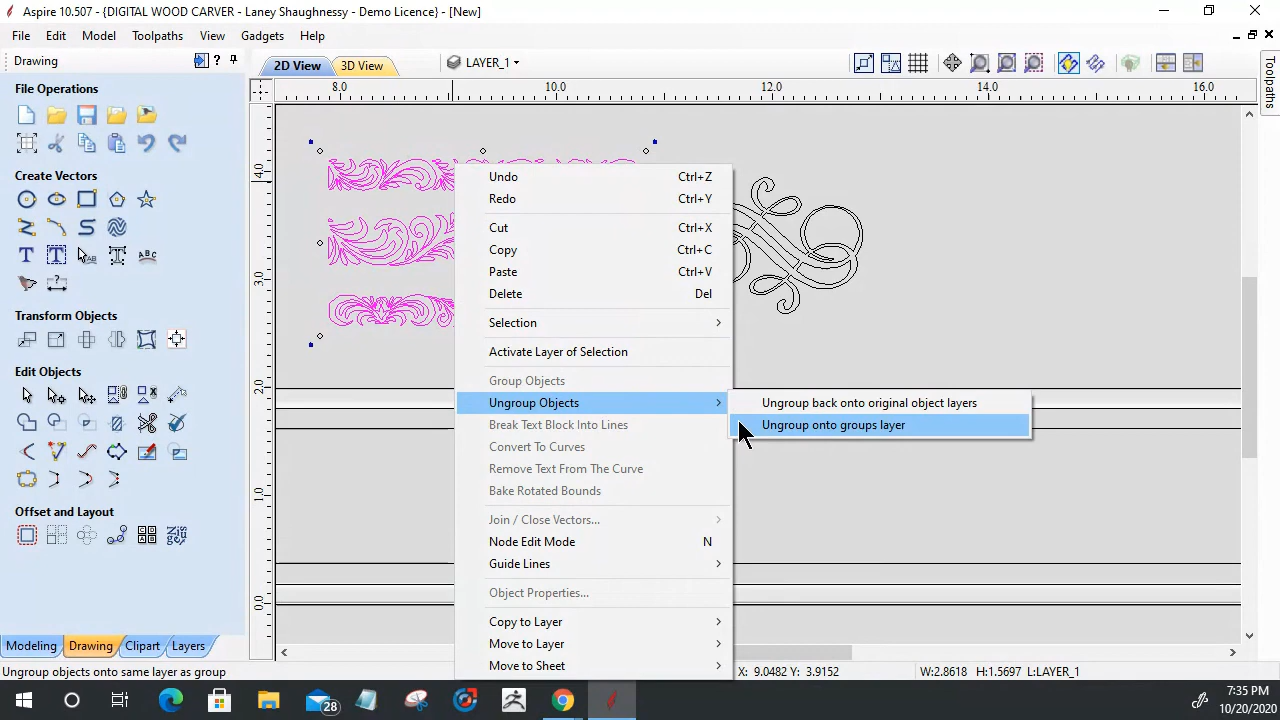 Aspire 10.507 - {DIGITAL WOOD CARVER - Laney Shaughnessy - Demo Licence} - [New]
File Edit Model Toolpaths View Gadgets Help
Drawing
2D View 3D View LAYER_1
Toolpaths
File Operations
8.0 10.0 12.0 14.0 16.0
4.0
3.0
2.0
1.0
0.0
Create Vectors
Transform Objects
Edit Objects
Offset and Layout
Undo Ctrl+Z
Redo Ctrl+Y
Cut Ctrl+X
Copy Ctrl+C
Paste Ctrl+V
Delete Del
Selection
Activate Layer of Selection
Group Objects
Ungroup Objects
Break Text Block Into Lines
Convert To Curves
Remove Text From The Curve
Bake Rotated Bounds
Join / Close Vectors...
Node Edit Mode N
Guide Lines
Object Properties...
Copy to Layer
Move to Layer
Move to Sheet
Ungroup back onto original object layers
Ungroup onto groups layer
Modeling Drawing Clipart Layers
Ungroup objects onto same layer as group
X: 9.0482 Y: 3.9152 W:2.8618 H:1.5697 L:LAYER_1
28
7:35 PM
10/20/2020